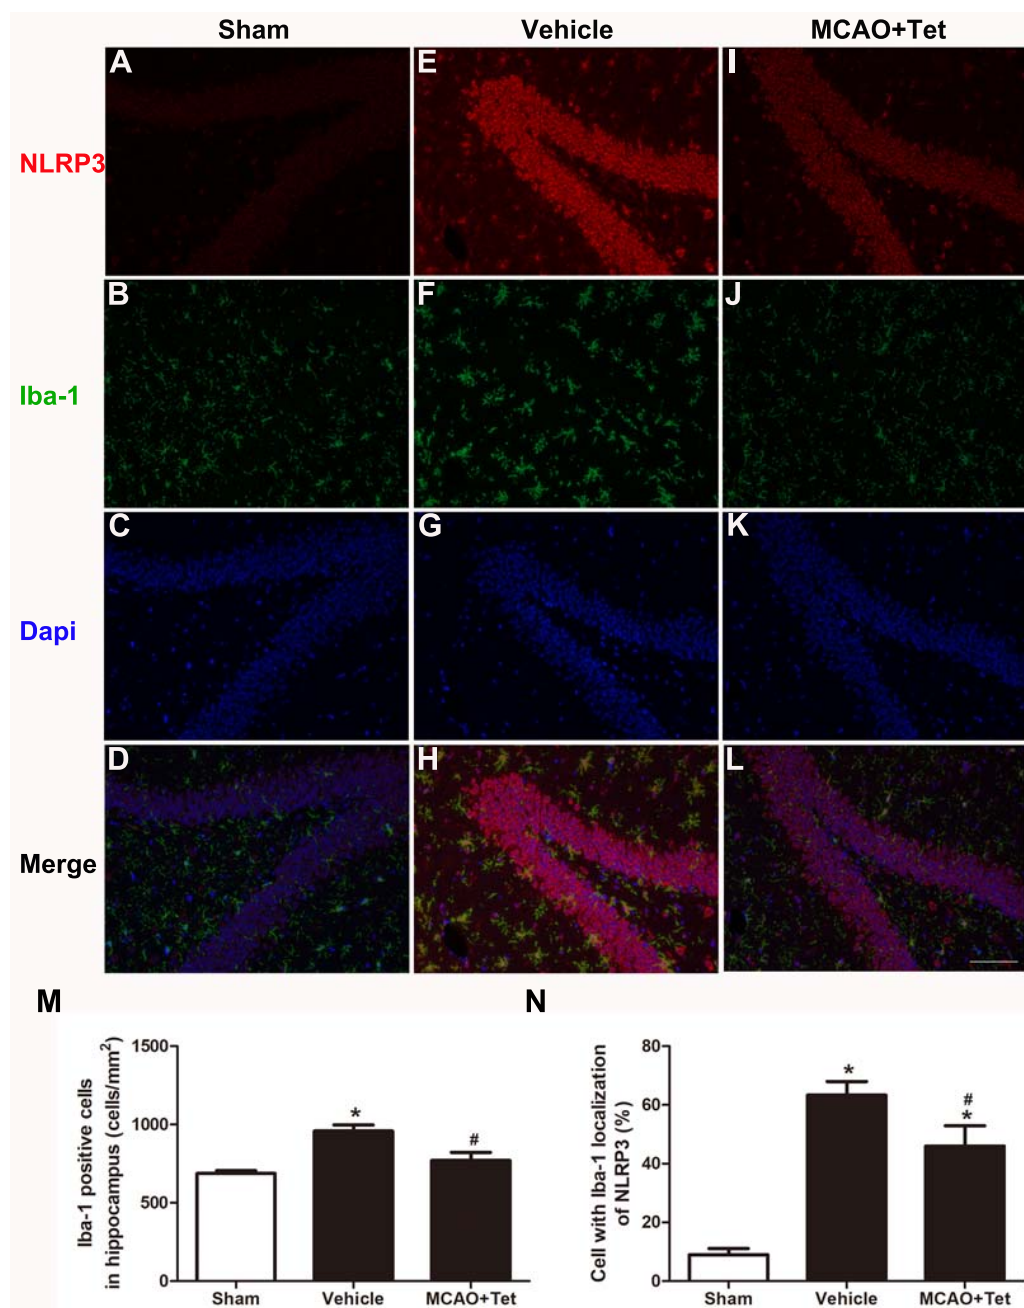 Sham Vehicle MCAO+Tet
A E I
NLRP3
B F J
Iba-1
C G K
Dapi
D H L
Merge
M N
Iba-1 positive cells
in hippocampus (cells/mm²)
1500
1000
500
0
*
#
Sham Vehicle MCAO+Tet
Cell with Iba-1 localization
of NLRP3 (%)
80
60
40
20
0
*
#
*
Sham Vehicle MCAO+Tet